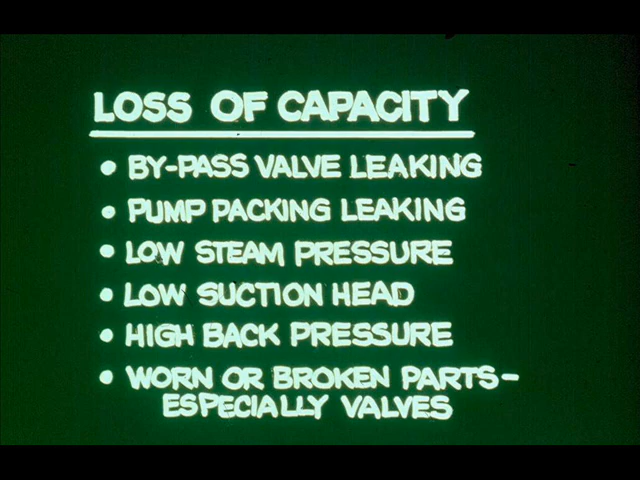 LOSS OF CAPACITY
• BY-PASS VALVE LEAKING
• PUMP PACKING LEAKING
• LOW STEAM PRESSURE
• LOW SUCTION HEAD
• HIGH BACK PRESSURE
• WORN OR BROKEN PARTS-
ESPECIALLY VALVES